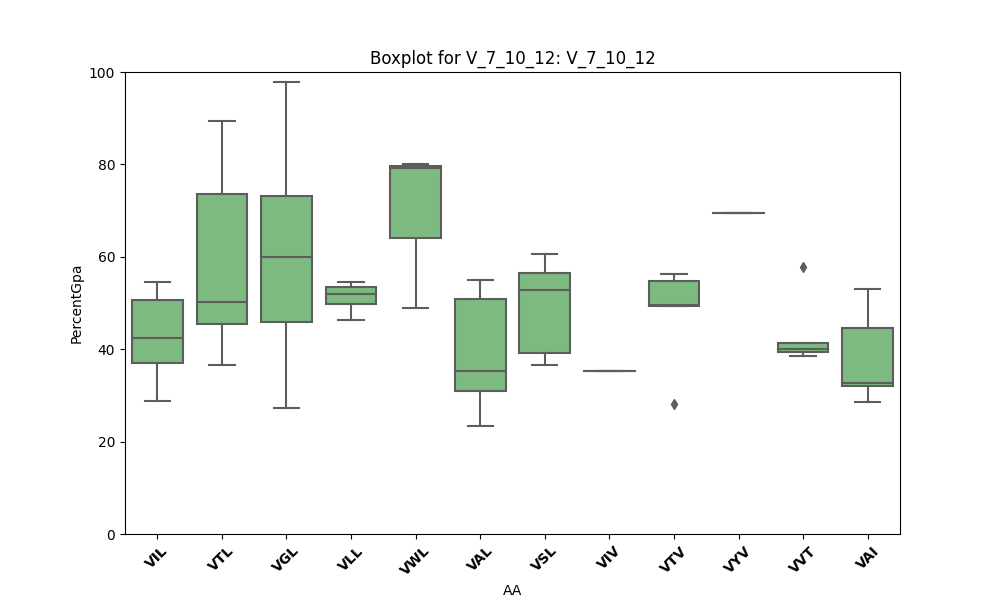 Boxplot for V_7_10_12: V_7_10_12
100
80
60
40
20
0
PercentGpa
VIL VTL VGL VLL VWL VAL VSL VIV VTV VYV VVT VAI
AA